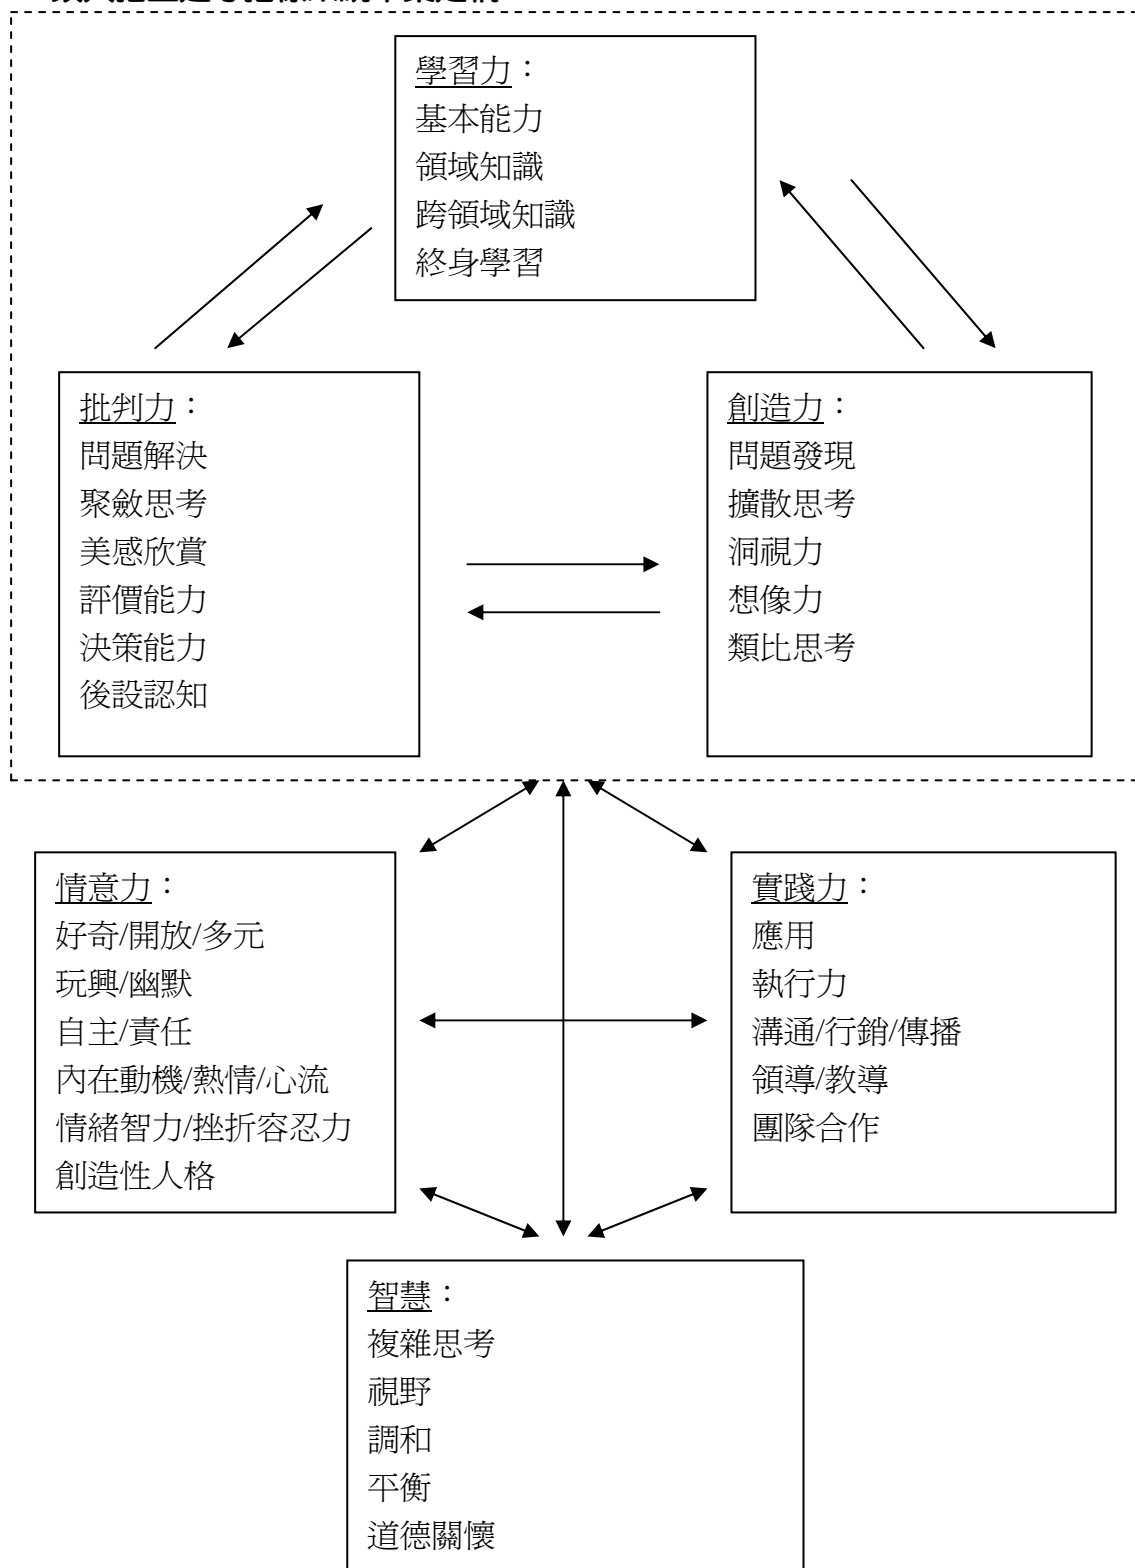 學習力：
基本能力
領域知識
跨領域知識
終身學習
批判力：
問題解決
聚斂思考
美感欣賞
評價能力
決策能力
後設認知
創造力：
問題發現
擴散思考
洞視力
想像力
類比思考
情意力：
好奇/開放/多元
玩興/幽默
自主/責任
內在動機/熱情/心流
情緒智力/挫折容忍力
創造性人格
實踐力：
應用
執行力
溝通/行銷/傳播
領導/教導
團隊合作
智慧：
複雜思考
視野
調和
平衡
道德關懷